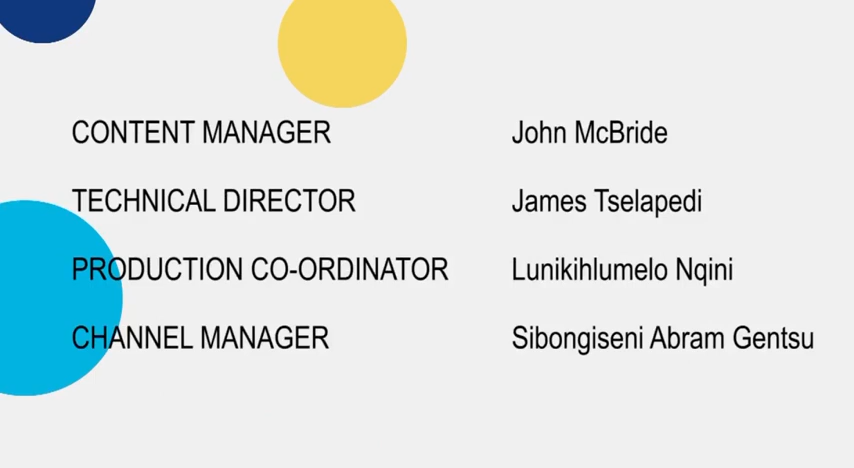 CONTENT MANAGER John McBride
TECHNICAL DIRECTOR James Tselapedi
PRODUCTION CO-ORDINATOR Lunikihlumelo Nqini
CHANNEL MANAGER Sibongiseni Abram Gentsu